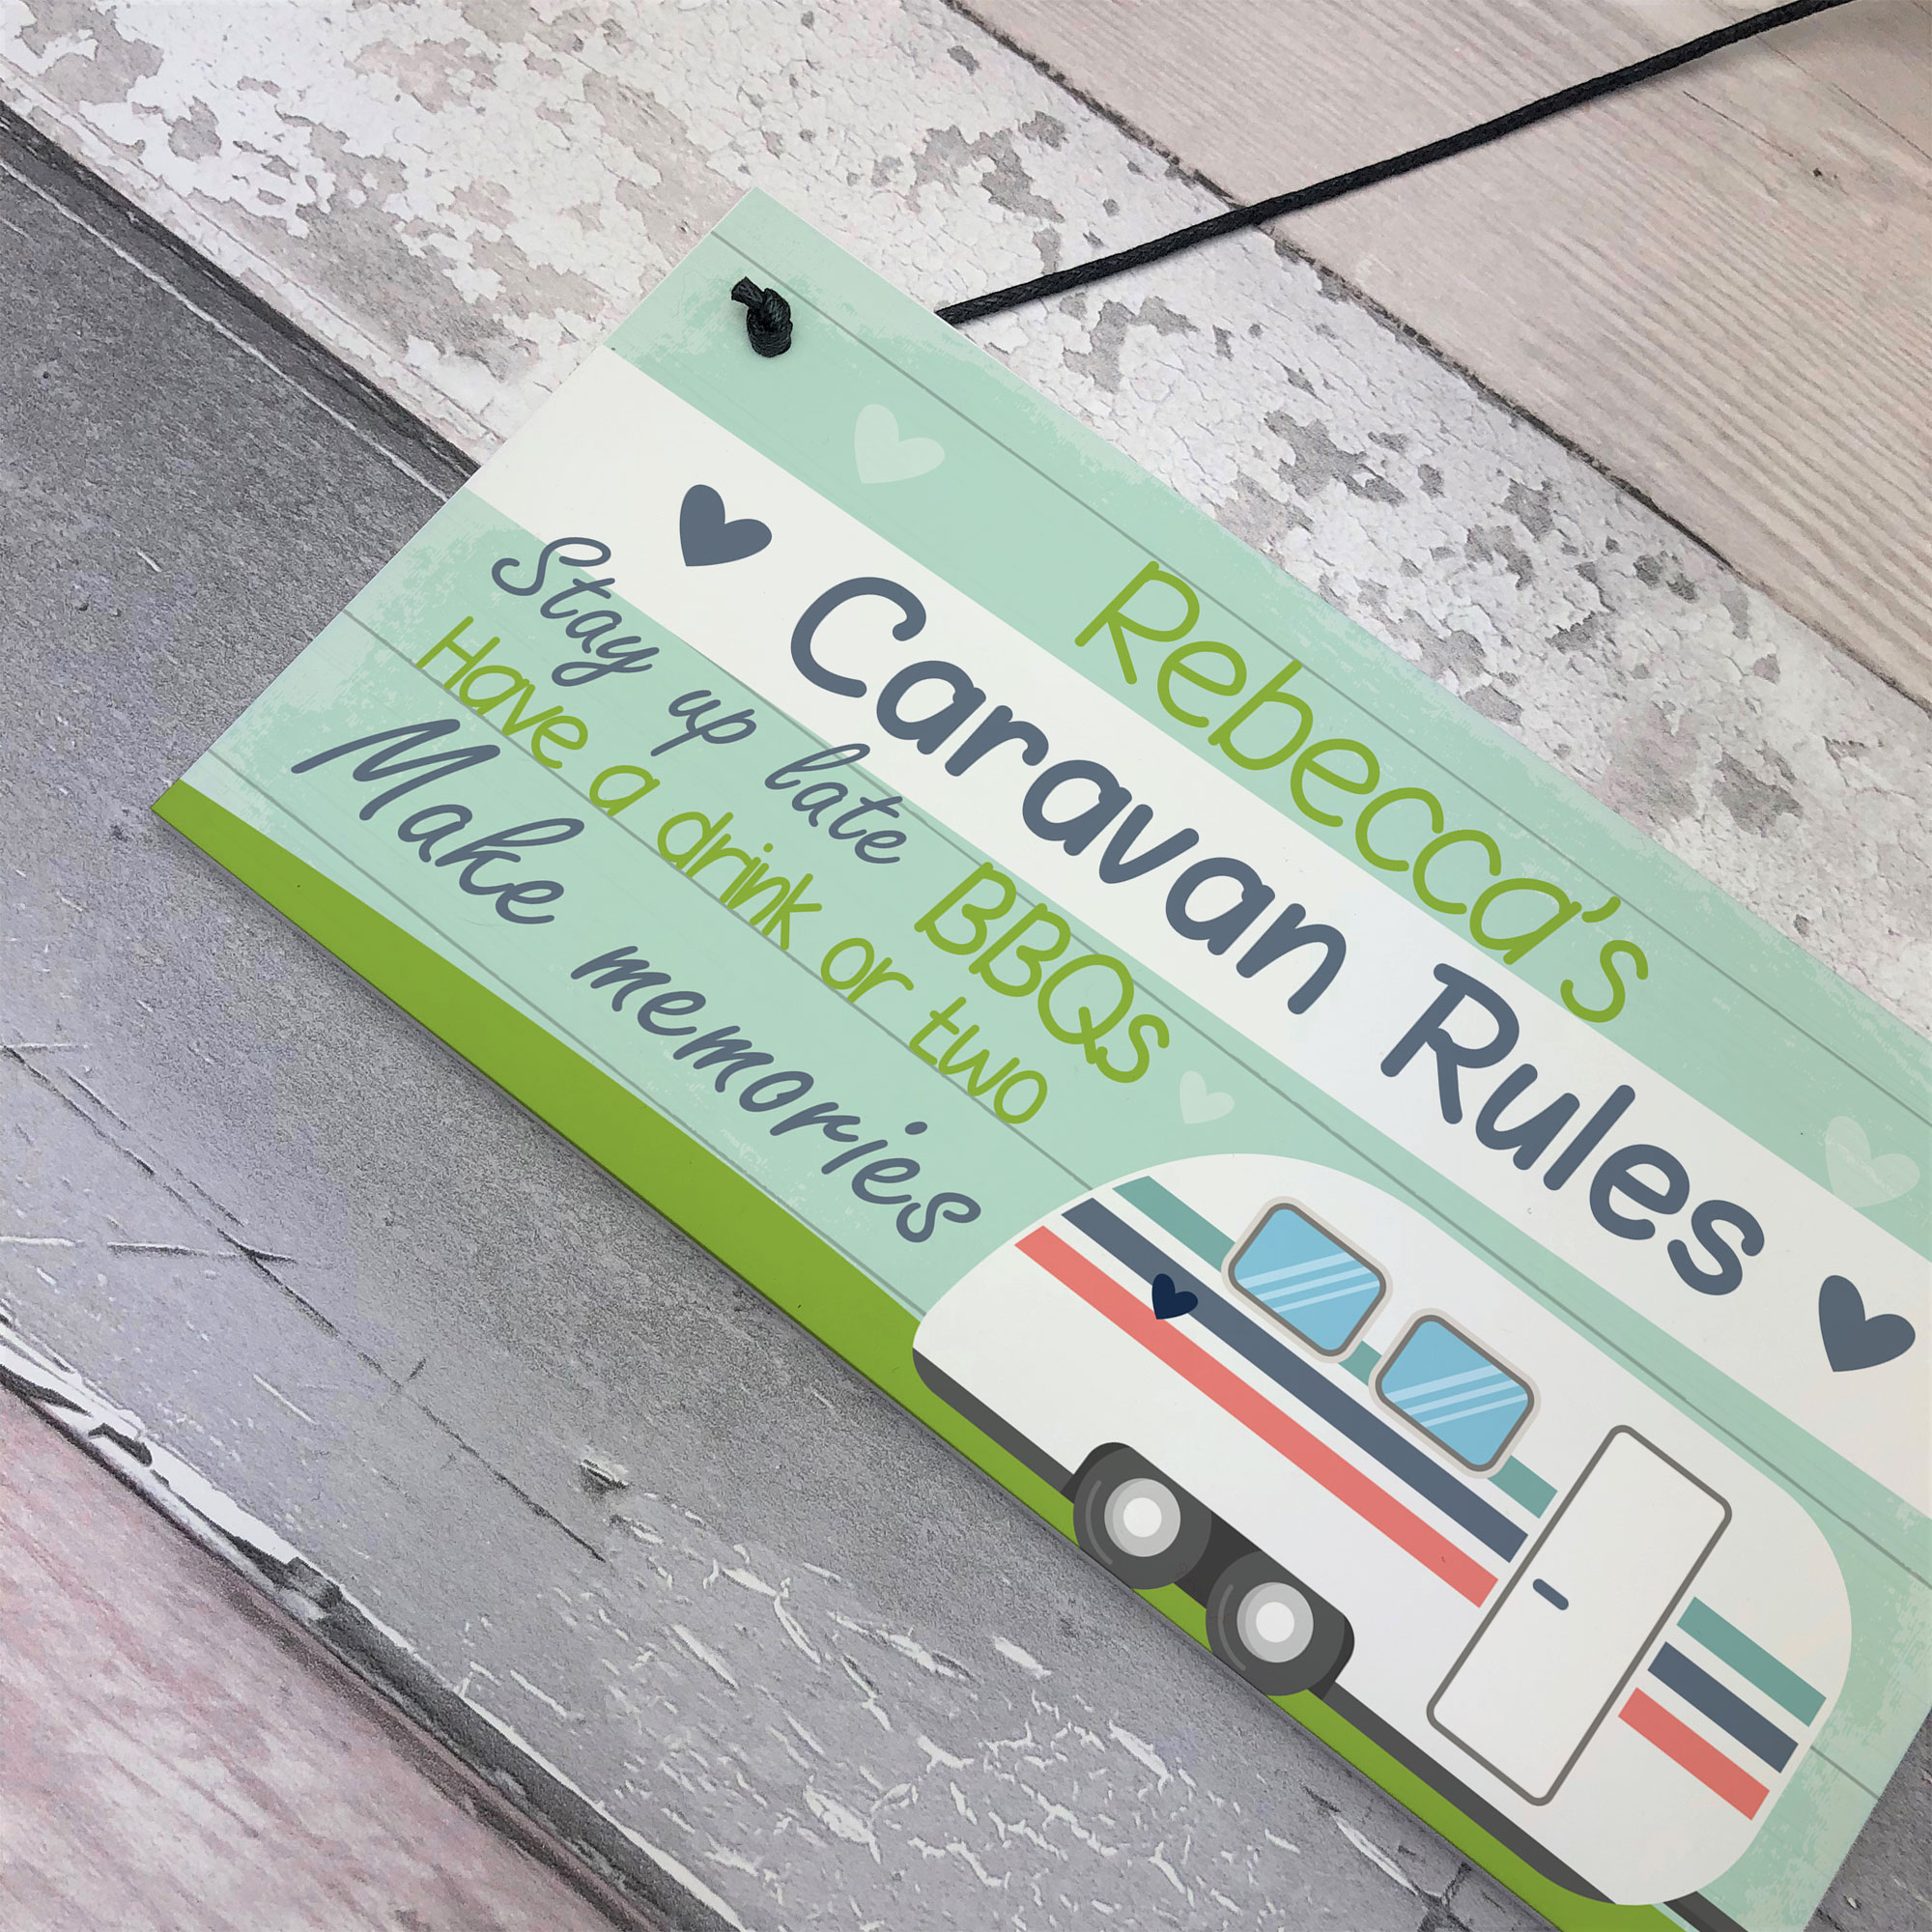 Rebecca's
Caravan Rules
Stay up late BBQs
Have a drink or two
Make memories